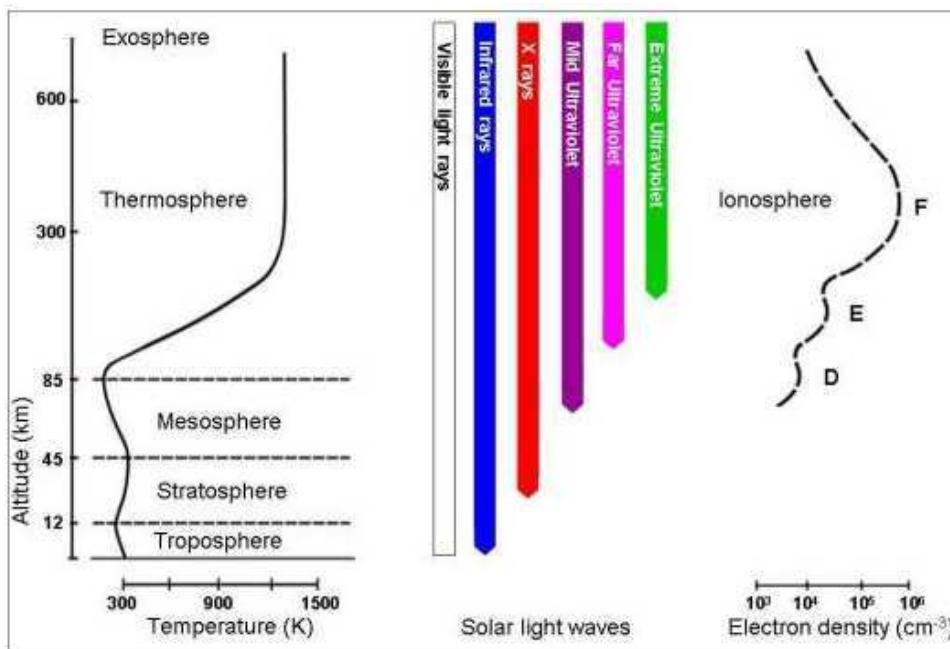 Exosphere
600
Thermosphere
300
85
Mesosphere
45
Stratosphere
12
Troposphere
Altitude (km)
300 900 1500
Temperature (K)
Visible light rays
Infrared rays
X rays
Mid Ultraviolet
Far Ultraviolet
Extreme Ultraviolet
Solar light waves
Ionosphere
F
E
D
10³ 10⁴ 10⁵ 10⁶
Electron density (cm⁻³)